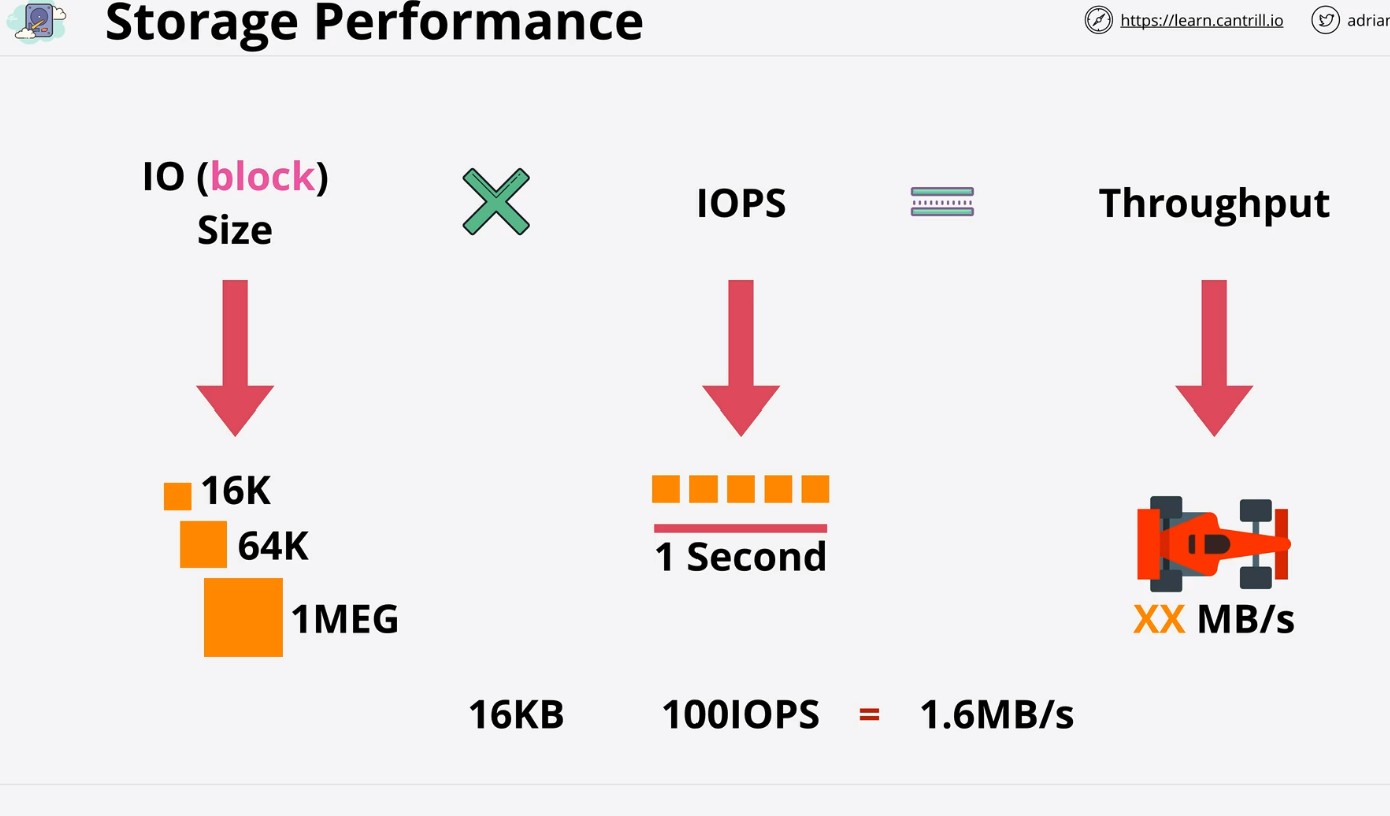 Storage Performance
https://learn.cantrill.io
adrian
IO (block)
Size
IOPS
Throughput
16K
64K
1MEG
1 Second
XX MB/s
16KB 100IOPS = 1.6MB/s